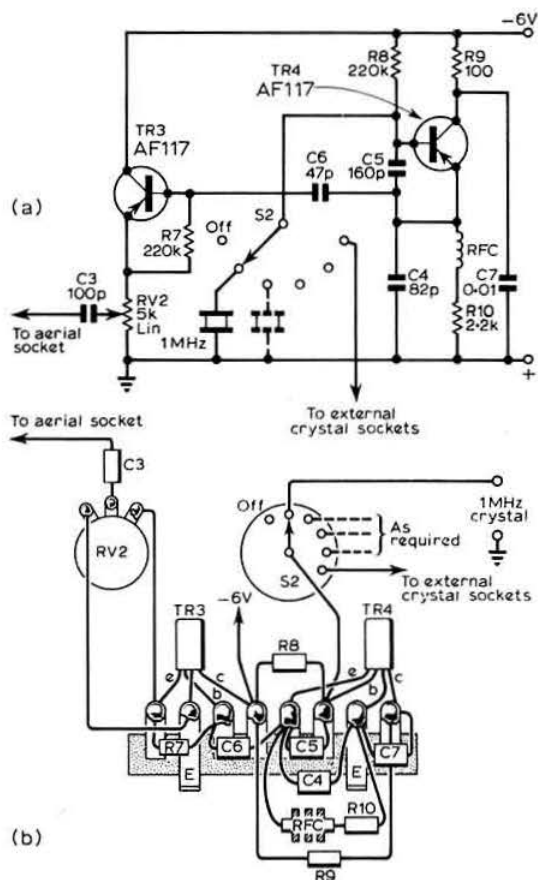 −6V
R8
220k
R9
100
TR4
AF117
TR3
AF117
C6
47p
C5
160p
(a)
Off
S2
R7
220k
RFC
C3
100p
RV2
5k
Lin
C4
82p
C7
0·01
R10
2·2k
1MHz
To aerial
socket
+
To external
crystal sockets
To aerial socket
C3
Off
1MHz
crystal
As
required
RV2
S2
To external
crystal sockets
−6V
TR3
TR4
R8
e
b
c
e
b
c
R7
C6
C5
C7
E
C4
E
RFC
R10
(b)
R9